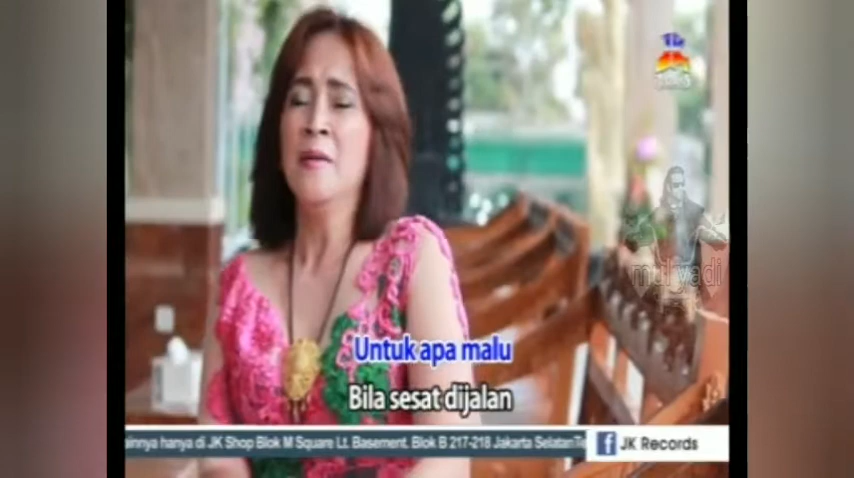 mulyadi
Untuk apa malu
Bila sesat dijalan
ainnya hanya di JK Shop Blok M Square Lt. Basement, Blok B 217-218 Jakarta Selatan Te
JK Records